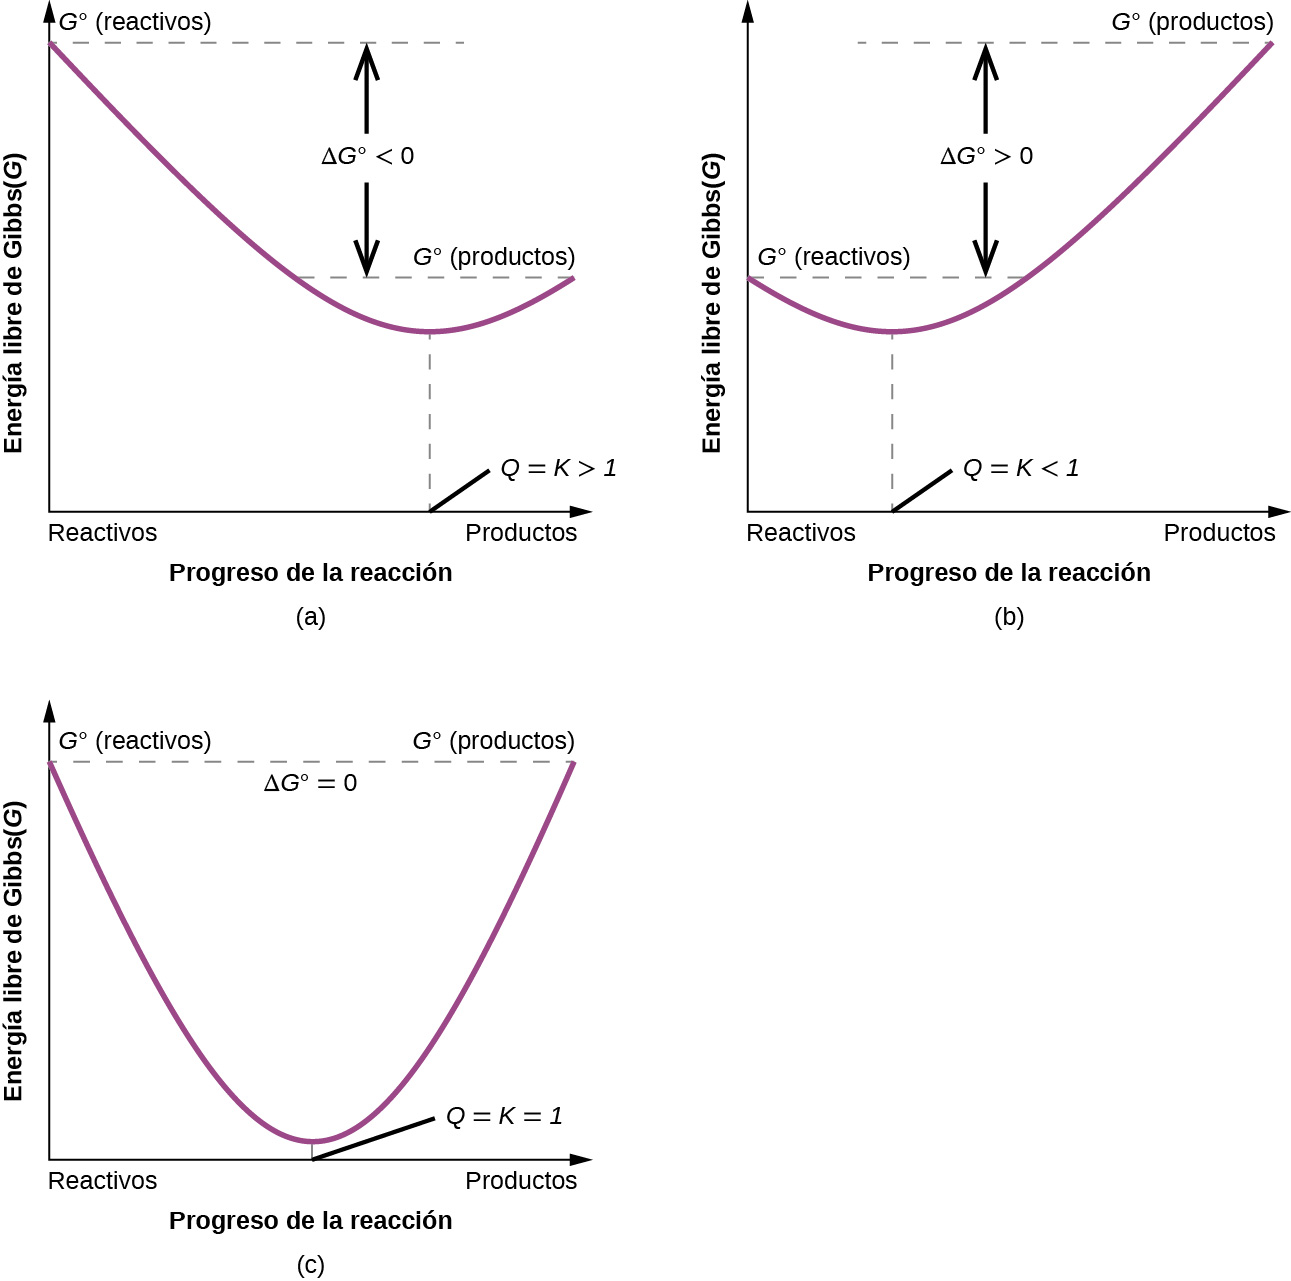 G° (reactivos)
ΔG° < 0
G° (productos)
Energía libre de Gibbs(G)
Q = K > 1
Reactivos
Productos
Progreso de la reacción
(a)
G° (productos)
ΔG° > 0
G° (reactivos)
Energía libre de Gibbs(G)
Q = K < 1
Reactivos
Productos
Progreso de la reacción
(b)
G° (reactivos)
G° (productos)
ΔG° = 0
Energía libre de Gibbs(G)
Q = K = 1
Reactivos
Productos
Progreso de la reacción
(c)